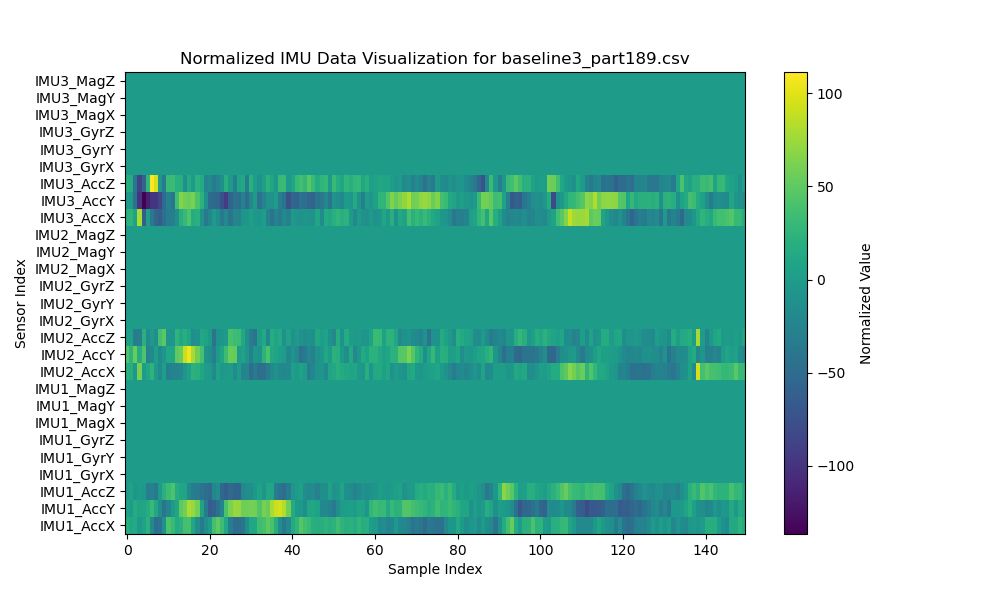 Normalized IMU Data Visualization for baseline3_part189.csv
IMU3_MagZ
IMU3_MagY
IMU3_MagX
IMU3_GyrZ
IMU3_GyrY
IMU3_GyrX
IMU3_AccZ
IMU3_AccY
IMU3_AccX
IMU2_MagZ
IMU2_MagY
IMU2_MagX
IMU2_GyrZ
IMU2_GyrY
IMU2_GyrX
IMU2_AccZ
IMU2_AccY
IMU2_AccX
IMU1_MagZ
IMU1_MagY
IMU1_MagX
IMU1_GyrZ
IMU1_GyrY
IMU1_GyrX
IMU1_AccZ
IMU1_AccY
IMU1_AccX
Sensor Index
0 20 40 60 80 100 120 140
Sample Index
100
50
0
−50
−100
Normalized Value